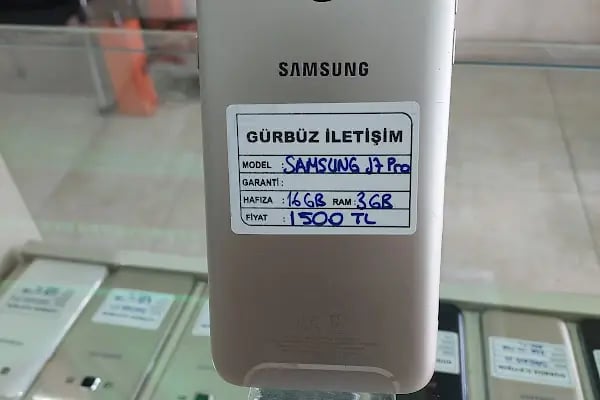 SAMSUNG
GÜRBÜZ İLETİŞİM
MODEL : SAMSUNG J7 Pro
GARANTİ :
HAFIZA : 16GB RAM : 3GB
FİYAT : 1500 TL